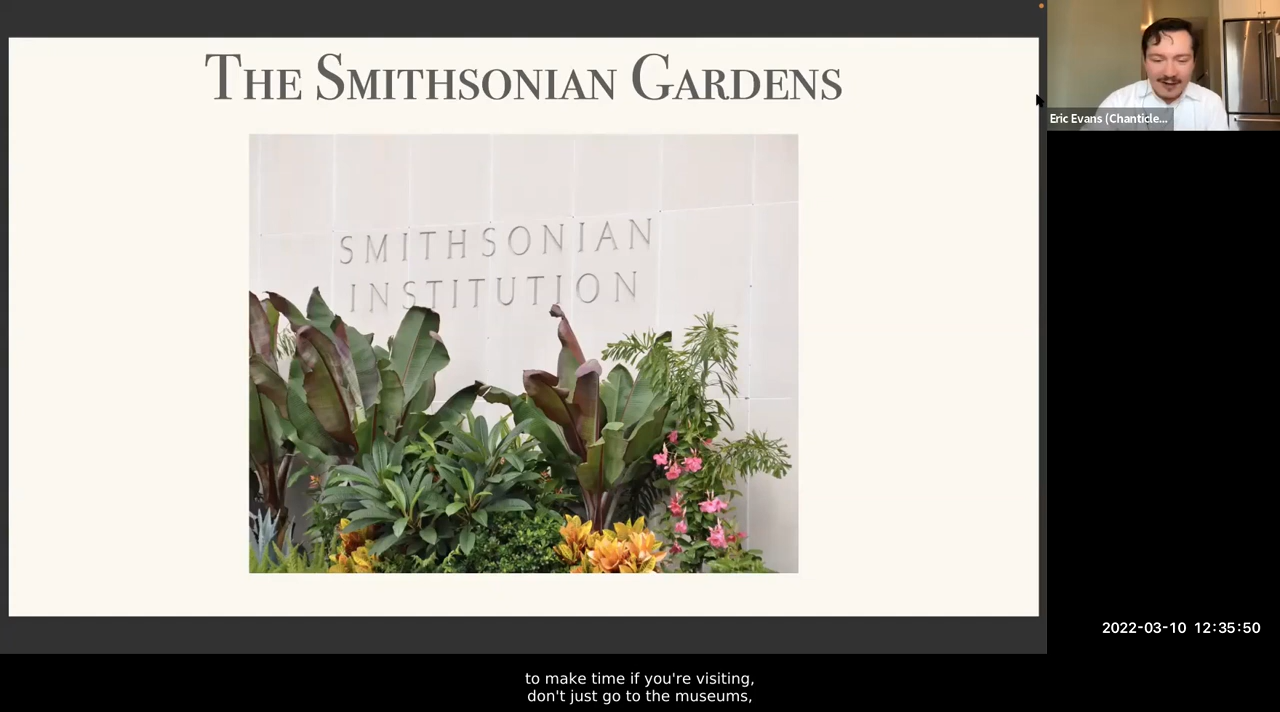 THE SMITHSONIAN GARDENS
SMITHSONIAN
INSTITUTION
Eric Evans (Chanticle...
2022-03-10 12:35:50
to make time if you're visiting,
don't just go to the museums,